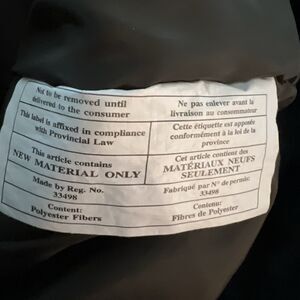 Not to be removed until
delivered to the consumer
Ne pas enlever avant la
livraison au consommateur
This label is affixed in compliance
with Provincial Law
Cette étiquette est apposée
conformément à la loi de la
province
This article contains
NEW MATERIAL ONLY
Cet article contient des
MATÉRIAUX NEUFS
SEULEMENT
Made by Reg. No.
33498
Fabriqué par N° de permis:
33498
Content:
Polyester Fibers
Contenu:
Fibres de Polyester